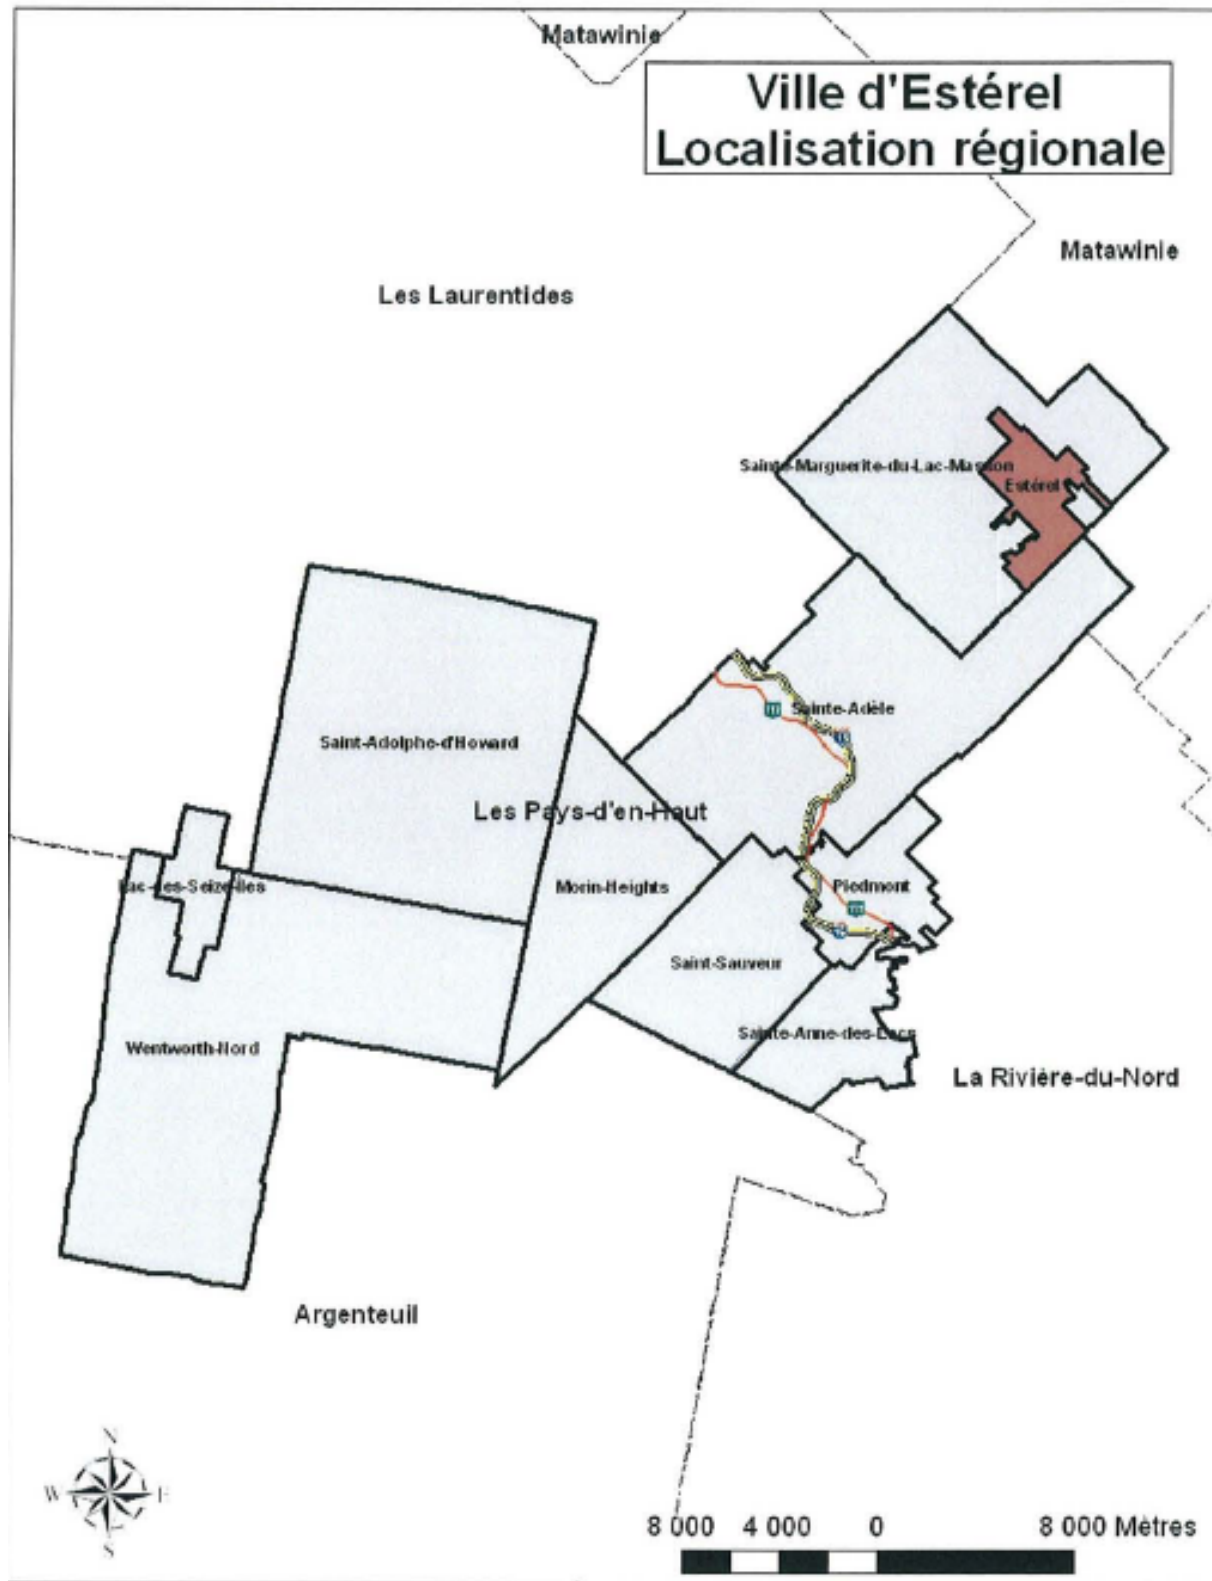 Matawinie
Ville d'Estérel
Localisation régionale
Matawinie
Les Laurentides
Sainte-Marguerite-du-Lac-Masson
Estérel
Sainte-Adèle
Saint-Adolphe-d'Howard
Les Pays-d'en-Haut
Lac-des-Seize-Îles
Morin-Heights
Piedmont
Saint-Sauveur
Sainte-Anne-des-Lacs
Wentworth-Nord
La Rivière-du-Nord
Argenteuil
N
W E
S
8 000 4 000 0 8 000 Mètres